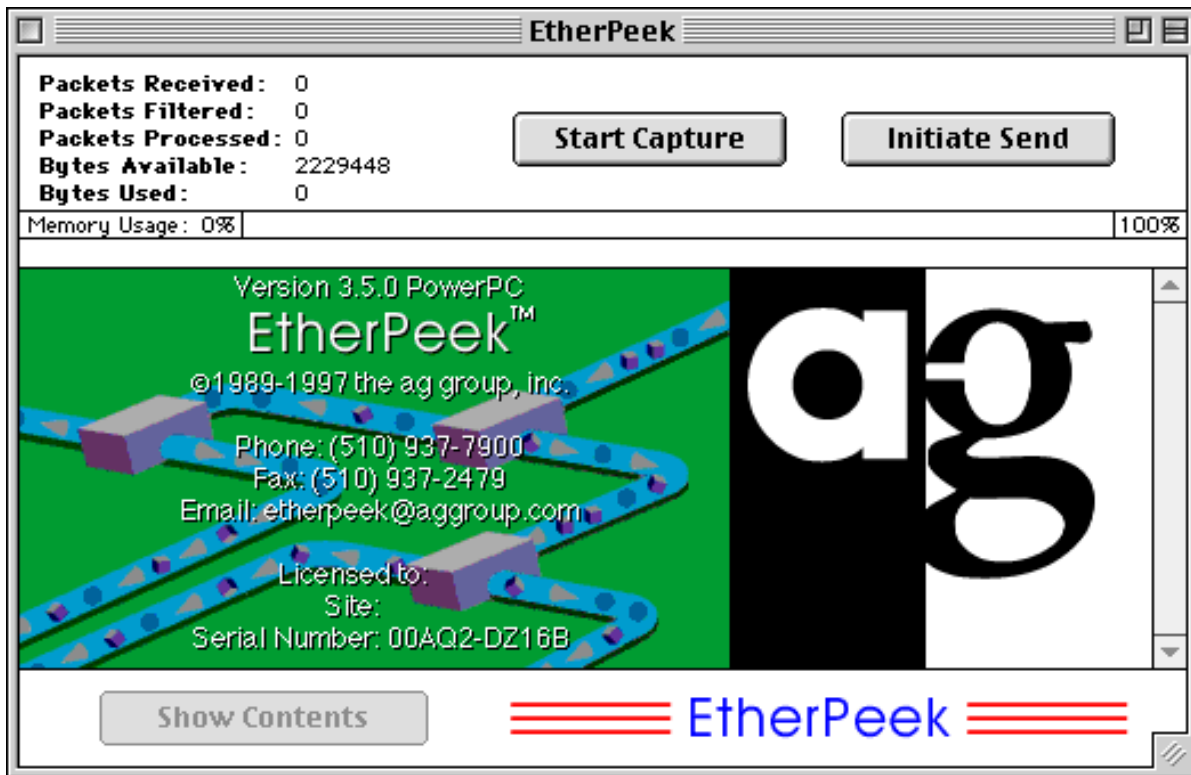 EtherPeek
Packets Received: 0
Packets Filtered: 0
Packets Processed: 0
Bytes Available: 2229448
Bytes Used: 0
Start Capture
Initiate Send
Memory Usage: 0%
100%
Version 3.5.0 PowerPC
EtherPeek™
©1989-1997 the ag group, inc.
Phone: (510) 937-7900
Fax: (510) 937-2479
Email: etherpeek@aggroup.com
Licensed to:
Site:
Serial Number: 00AQ2-DZ16B
ag
Show Contents
EtherPeek